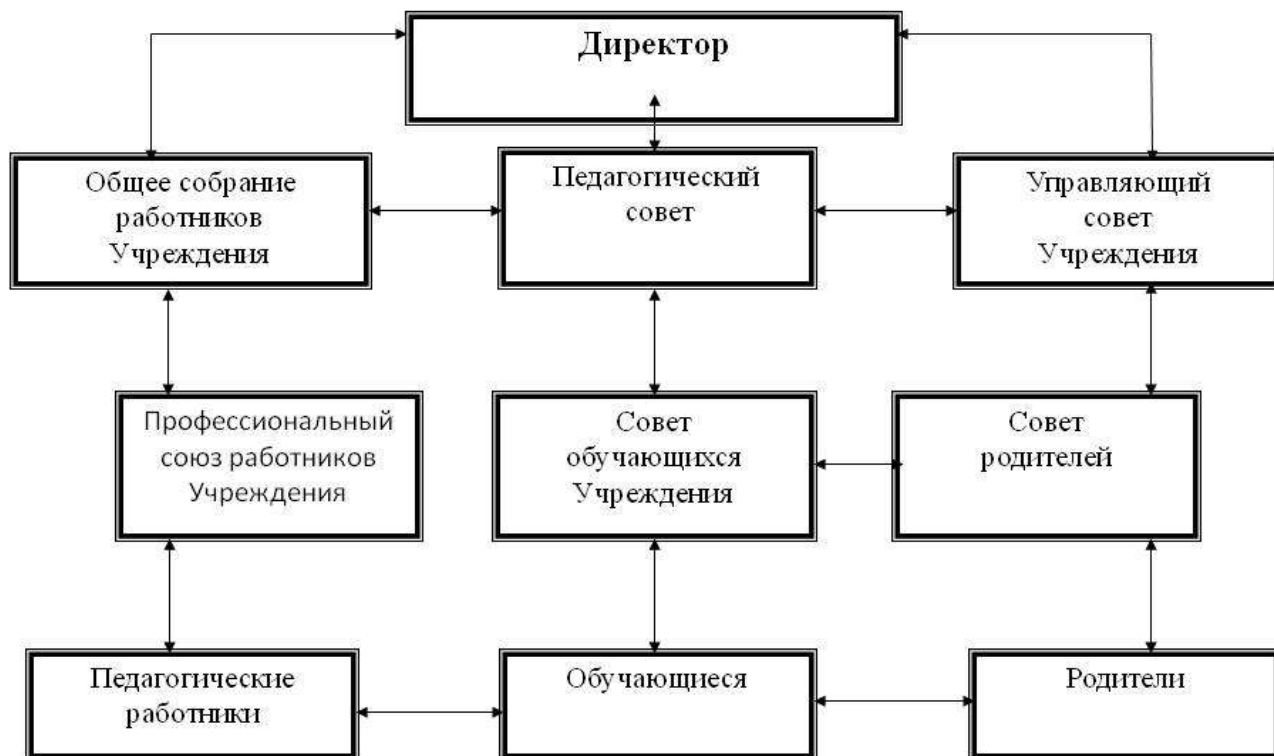 Директор
Общее собрание
работников
Учреждения
Педагогический
совет
Управляющий
совет
Учреждения
Профессиональный
союз работников
Учреждения
Совет
обучающихся
Учреждения
Совет
родителей
Педагогические
работники
Обучающиеся
Родители